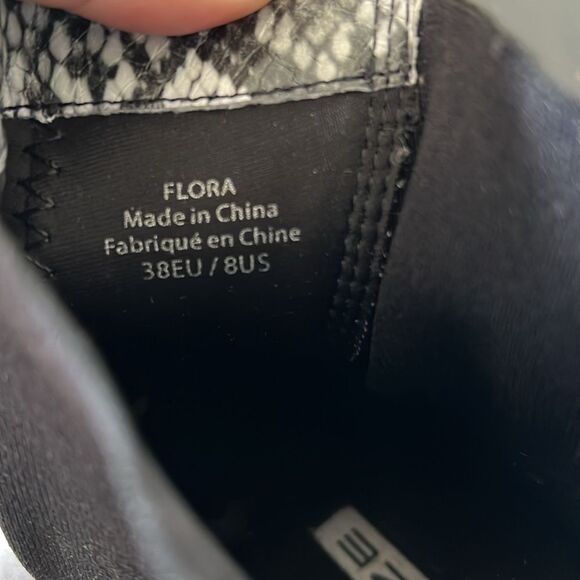 FLORA
Made in China
Fabriqué en Chine
38EU / 8US